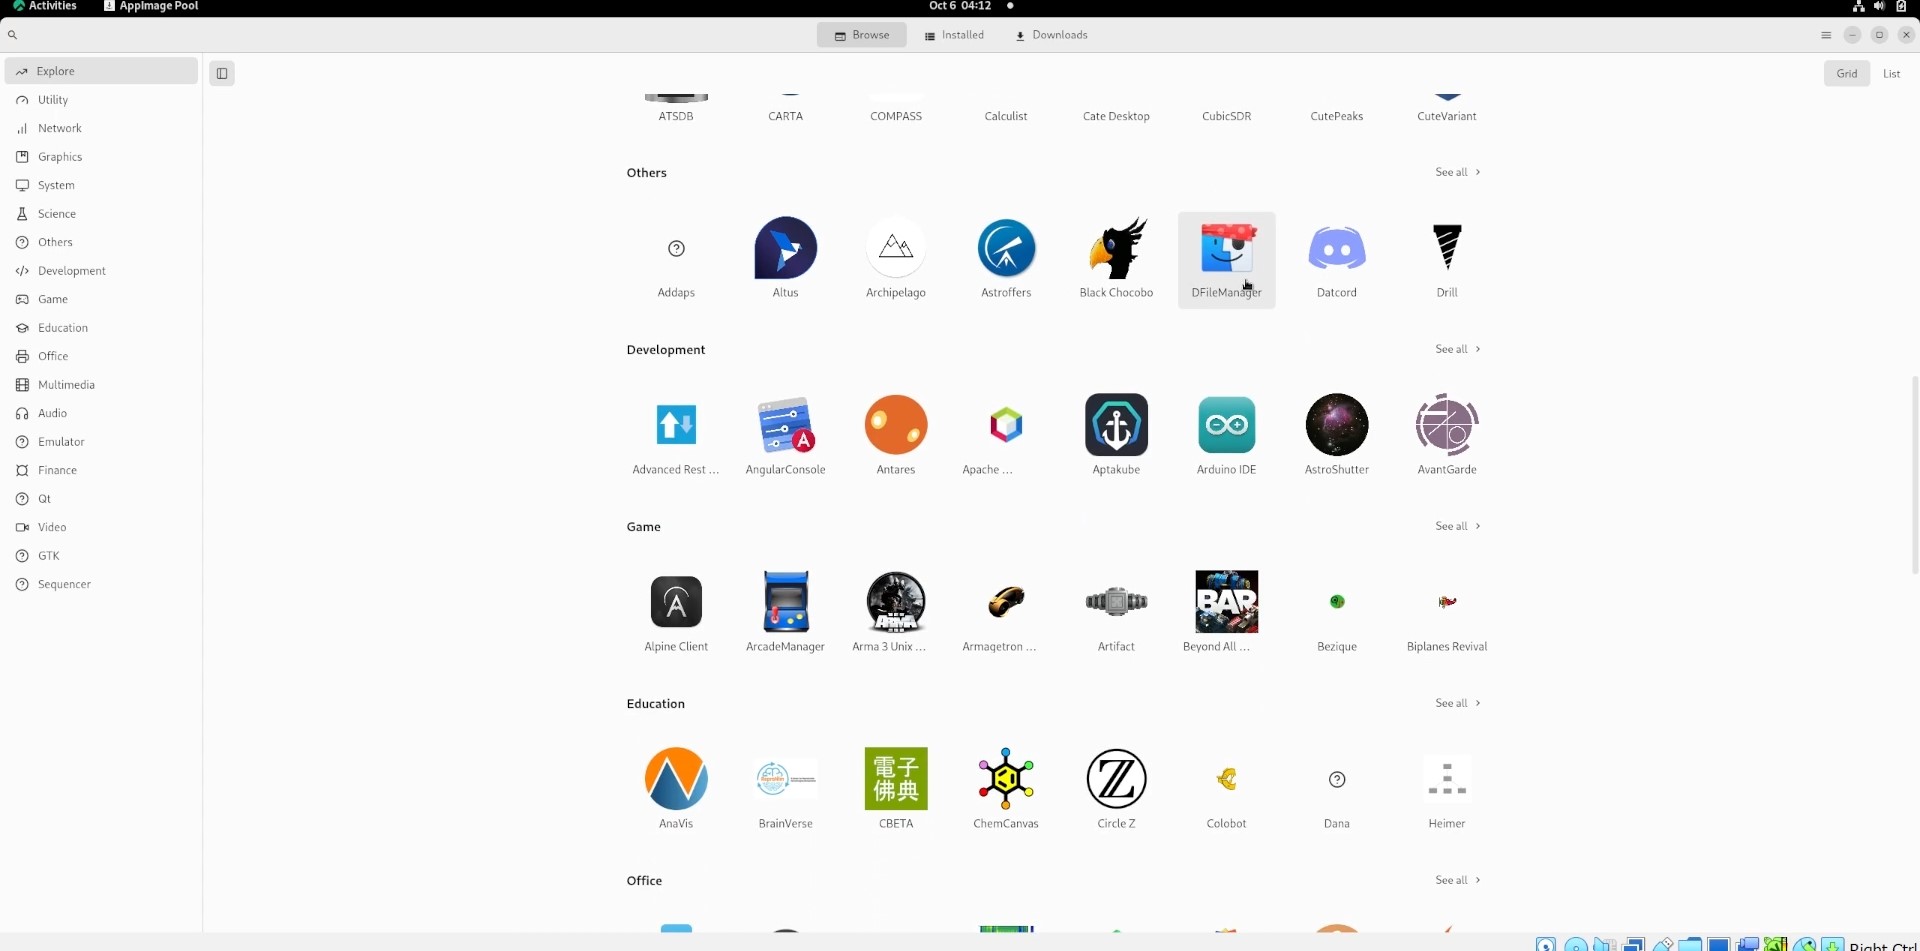 Activities AppImage Pool Oct 6 04:12
Browse Installed Downloads
Explore
Utility
Network
Graphics
System
Science
Others
Development
Game
Education
Office
Multimedia
Audio
Emulator
Finance
Qt
Video
GTK
Sequencer
Grid List
ATSDB CARTA COMPASS Calculist Cate Desktop CubicSDR CutePeaks CuteVariant
Others See all
Addaps Altus Archipelago Astroffers Black Chocobo DFileManager Datcord Drill
Development See all
Advanced Rest ... AngularConsole Antares Apache ... Aptakube Arduino IDE AstroShutter AvantGarde
Game See all
ARMA
III
BAR
Alpine Client ArcadeManager Arma 3 Unix ... Armagetron ... Artifact Beyond All ... Bezique Biplanes Revival
Education See all
電子
佛典
AnaVis BrainVerse CBETA ChemCanvas Circle Z Colobot Dana Heimer
Office See all
Right Ctrl